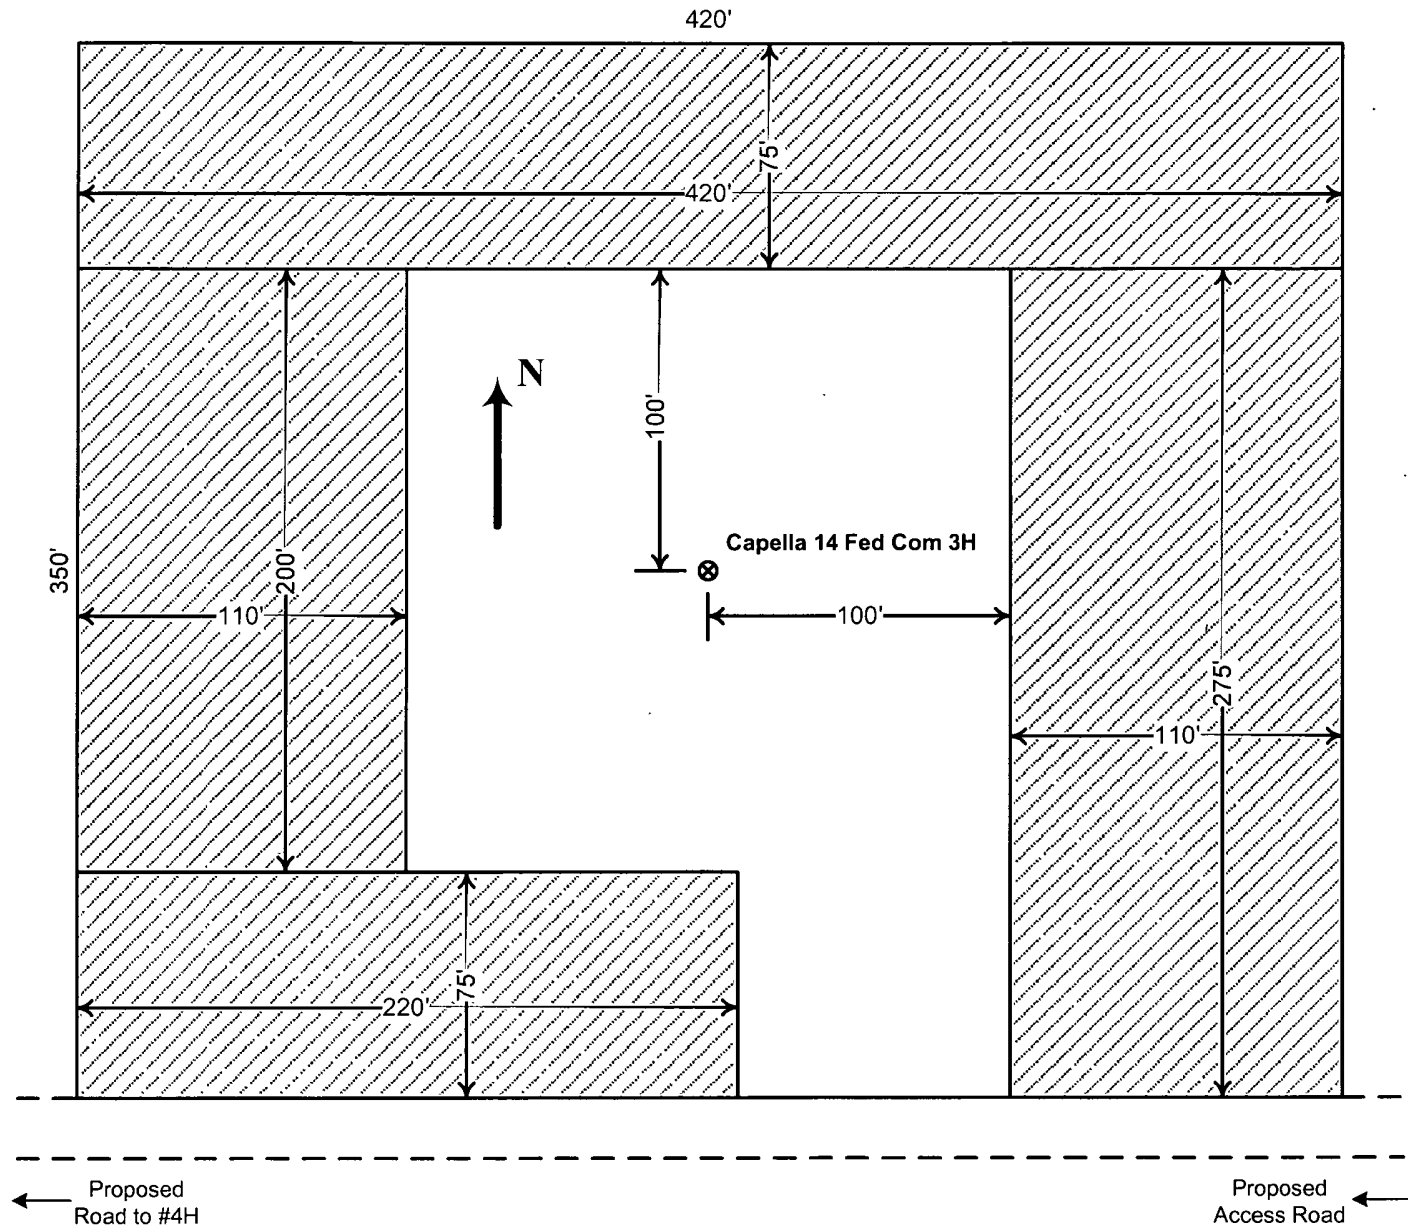 420'
75'
420'
N
100'
Capella 14 Fed Com 3H
350'
200'
110'
100'
275'
110'
75'
220'
Proposed
Road to #4H
Proposed
Access Road